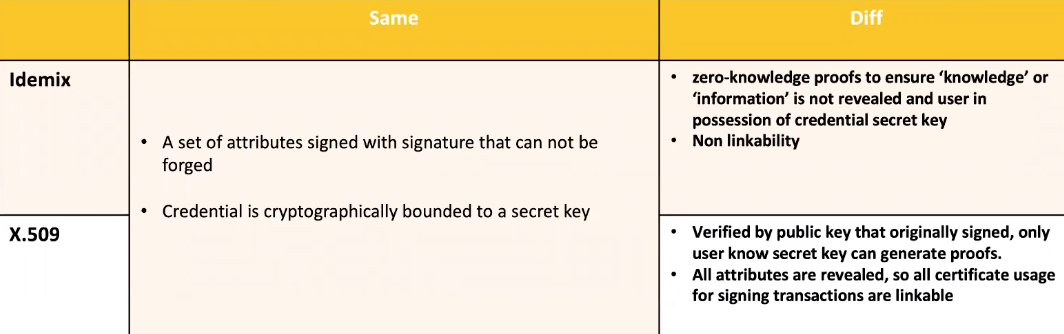 Same
Diff
Idemix
• A set of attributes signed with signature that can not be
forged
• Credential is cryptographically bounded to a secret key
• zero-knowledge proofs to ensure ‘knowledge’ or
‘information’ is not revealed and user in
possession of credential secret key
• Non linkability
X.509
• Verified by public key that originally signed, only
user know secret key can generate proofs.
• All attributes are revealed, so all certificate usage
for signing transactions are linkable